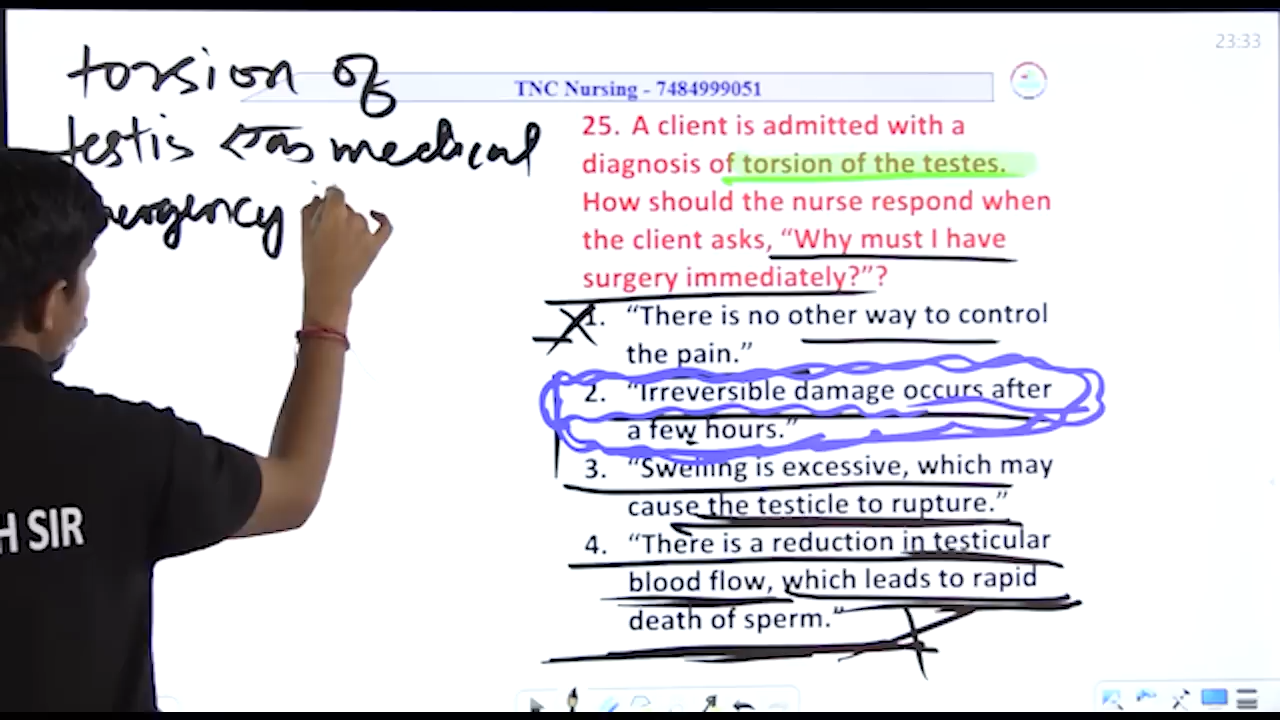 23:33
torsion of
testis as medical
emergency
TNC Nursing - 7484999051
25. A client is admitted with a
diagnosis of torsion of the testes.
How should the nurse respond when
the client asks, “Why must I have
surgery immediately?”?
1. “There is no other way to control
the pain.”
2. “Irreversible damage occurs after
a few hours.”
3. “Swelling is excessive, which may
cause the testicle to rupture.”
4. “There is a reduction in testicular
blood flow, which leads to rapid
death of sperm.”
H SIR